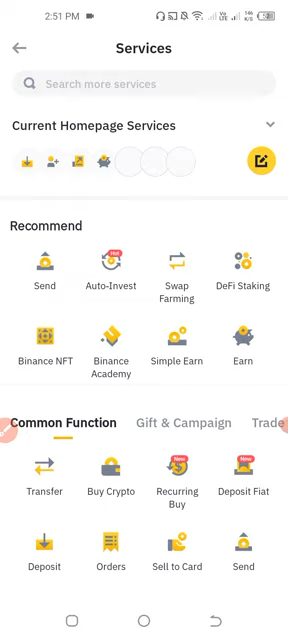 2:51 PM
Services
Search more services
Current Homepage Services
Recommend
Send
Hot
Auto-Invest
Swap Farming
DeFi Staking
Binance NFT
Binance Academy
Simple Earn
Earn
Common Function
Gift & Campaign
Trade
Transfer
Buy Crypto
New
Recurring Buy
New
Deposit Fiat
Deposit
Orders
Sell to Card
Send